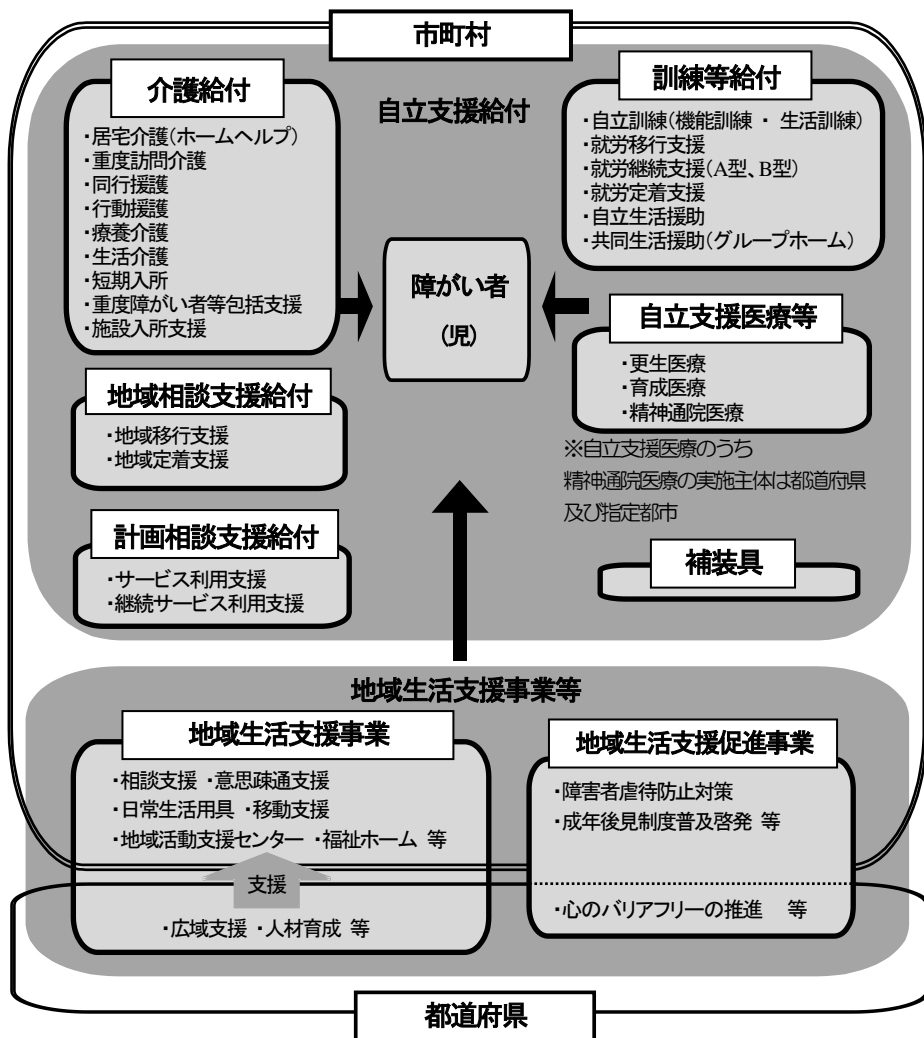 市町村
介護給付
・居宅介護(ホームヘルプ)
・重度訪問介護
・同行援護
・行動援護
・療養介護
・生活介護
・短期入所
・重度障がい者等包括支援
・施設入所支援
自立支援給付
訓練等給付
・自立訓練(機能訓練 ・ 生活訓練)
・就労移行支援
・就労継続支援(A型、B型)
・就労定着支援
・自立生活援助
・共同生活援助(グループホーム)
障がい者
(児)
自立支援医療等
・更生医療
・育成医療
・精神通院医療
※自立支援医療のうち
精神通院医療の実施主体は都道府県
及び指定都市
地域相談支援給付
・地域移行支援
・地域定着支援
計画相談支援給付
・サービス利用支援
・継続サービス利用支援
補装具
地域生活支援事業等
地域生活支援事業
・相談支援 ・意思疎通支援
・日常生活用具 ・移動支援
・地域活動支援センター ・福祉ホーム 等
支援
・広域支援 ・人材育成 等
地域生活支援促進事業
・障害者虐待防止対策
・成年後見制度普及啓発 等
・心のバリアフリーの推進 等
都道府県